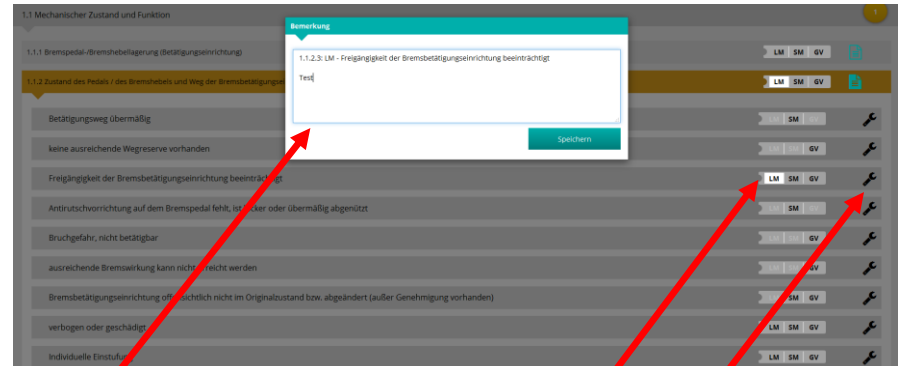 1.1 Mechanischer Zustand und Funktion
1
Bemerkung
1.1.2.3: LM - Freigängigkeit der Bremsbetätigungseinrichtung beeinträchtigt
Test
Speichern
1.1.1 Bremspedal-/Bremshebellagerung (Betätigungseinrichtung) LM SM GV
1.1.2 Zustand des Pedals / des Bremshebels und Weg der LM SM GV
Betätigungsweg übermäßig LM SM GV
keine ausreichende Wegreserve vorhanden LM SM GV
Freigängigkeit der Bremsbetätigungseinrichtung beeinträchtigt LM SM GV
Antirutschvorrichtung auf dem Bremspedal fehlt, ist locker oder übermäßig abgenützt LM SM GV
Bruchgefahr, nicht betätigbar LM SM GV
ausreichende Bremswirkung kann nicht erreicht werden LM SM GV
Bremsbetätigungseinrichtung offensichtlich nicht im Originalzustand bzw. abgeändert (außer Genehmigung vorhanden) LM SM GV
verbogen oder geschädigt LM SM GV
Individuelle Einstufung LM SM GV